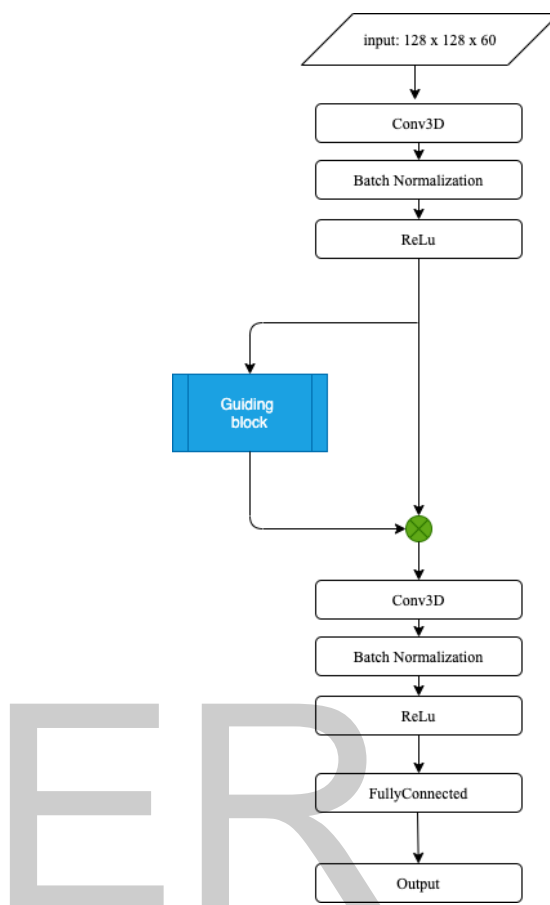 input: 128 x 128 x 60
Conv3D
Batch Normalization
ReLu
Guiding
block
Conv3D
Batch Normalization
ReLu
FullyConnected
Output
ER